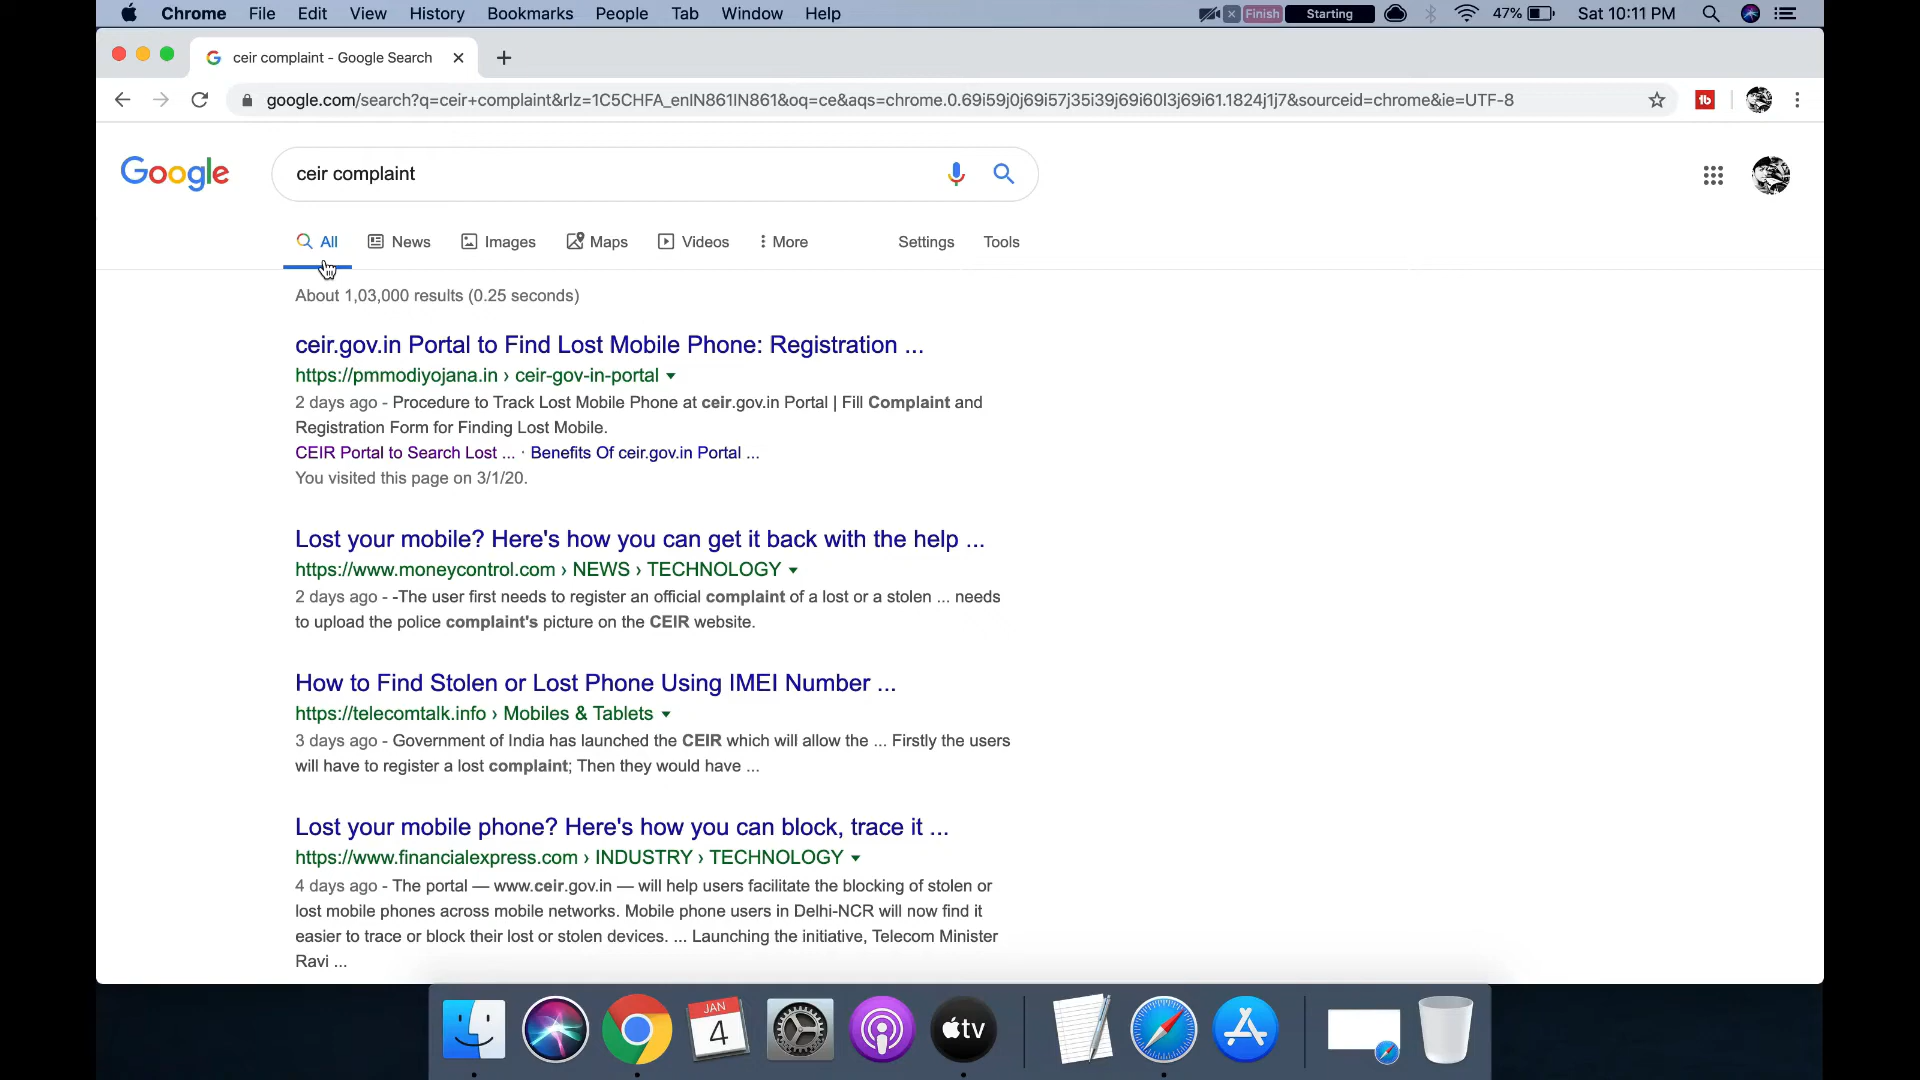 Chrome File Edit View History Bookmarks People Tab Window Help
Finish Starting 47% Sat 10:11 PM
ceir complaint - Google Search
google.com/search?q=ceir+complaint&rlz=1C5CHFA_enIN861IN861&oq=ce&aqs=chrome.0.69i59j0j69i57j35i39j69i60l3j69i61.1824j1j7&sourceid=chrome&ie=UTF-8
Google
ceir complaint
All News Images Maps Videos More Settings Tools
About 1,03,000 results (0.25 seconds)
ceir.gov.in Portal to Find Lost Mobile Phone: Registration ...
https://pmmodiyojana.in › ceir-gov-in-portal
2 days ago - Procedure to Track Lost Mobile Phone at ceir.gov.in Portal | Fill Complaint and
Registration Form for Finding Lost Mobile.
CEIR Portal to Search Lost ... · Benefits Of ceir.gov.in Portal ...
You visited this page on 3/1/20.
Lost your mobile? Here's how you can get it back with the help ...
https://www.moneycontrol.com › NEWS › TECHNOLOGY
2 days ago - -The user first needs to register an official complaint of a lost or a stolen ... needs
to upload the police complaint's picture on the CEIR website.
How to Find Stolen or Lost Phone Using IMEI Number ...
https://telecomtalk.info › Mobiles & Tablets
3 days ago - Government of India has launched the CEIR which will allow the ... Firstly the users
will have to register a lost complaint; Then they would have ...
Lost your mobile phone? Here's how you can block, trace it ...
https://www.financialexpress.com › INDUSTRY › TECHNOLOGY
4 days ago - The portal — www.ceir.gov.in — will help users facilitate the blocking of stolen or
lost mobile phones across mobile networks. Mobile phone users in Delhi-NCR will now find it
easier to trace or block their lost or stolen devices. ... Launching the initiative, Telecom Minister
Ravi ...
JAN
4
tv